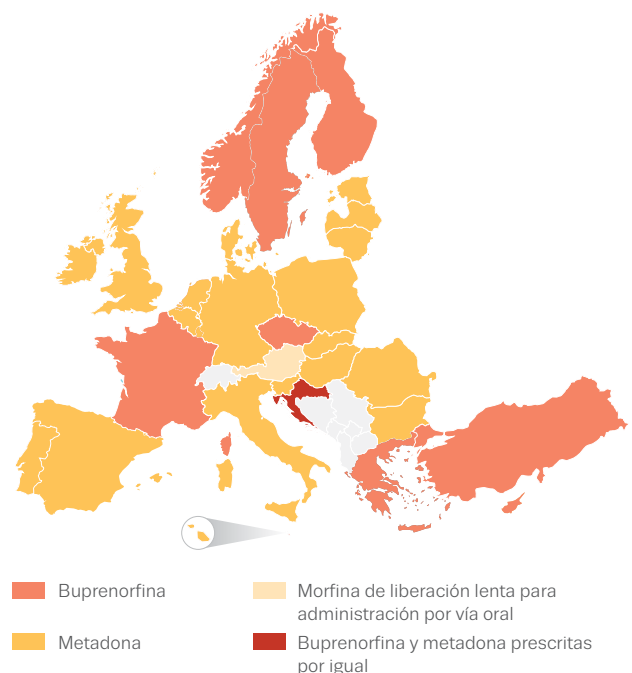 Buprenorfina
Metadona
Morfina de liberación lenta para
administración por vía oral
Buprenorfina y metadona prescritas
por igual